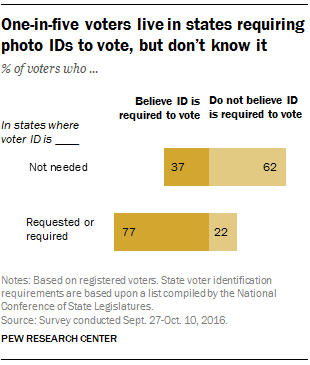 One-in-five voters live in states requiring
photo IDs to vote, but don't know it
% of voters who ...
Believe ID is
required to vote
Do not believe ID
is required to vote
In states where
voter ID is ____
Not needed
37
62
Requested or
required
77
22
Notes: Based on registered voters. State voter identification
requirements are based upon a list compiled by the National
Conference of State Legislatures.
Source: Survey conducted Sept. 27-Oct. 10, 2016.
PEW RESEARCH CENTER